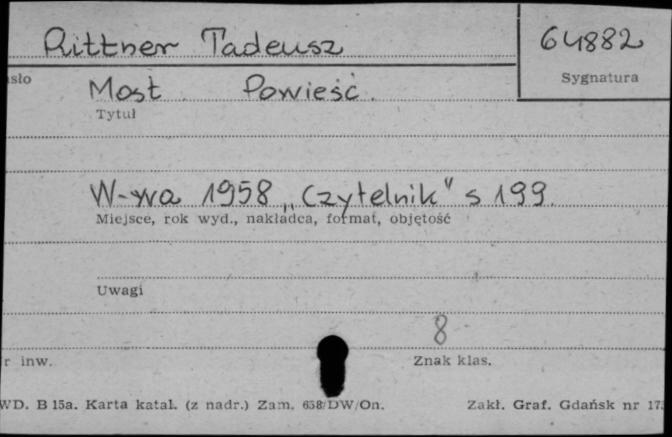 Rittner Tadeusz 64882
Sygnatura
Most. Powieść.
Tytuł
W-wa 1958 „Czytelnik" s 199.
Miejsce, rok wyd., nakładca, format, objętość
Uwagi
8
r inw. Znak klas.
WD. B 15a. Karta katal. (z nadr.) Zam. 658/DW/On. Zakł. Graf. Gdańsk nr 17